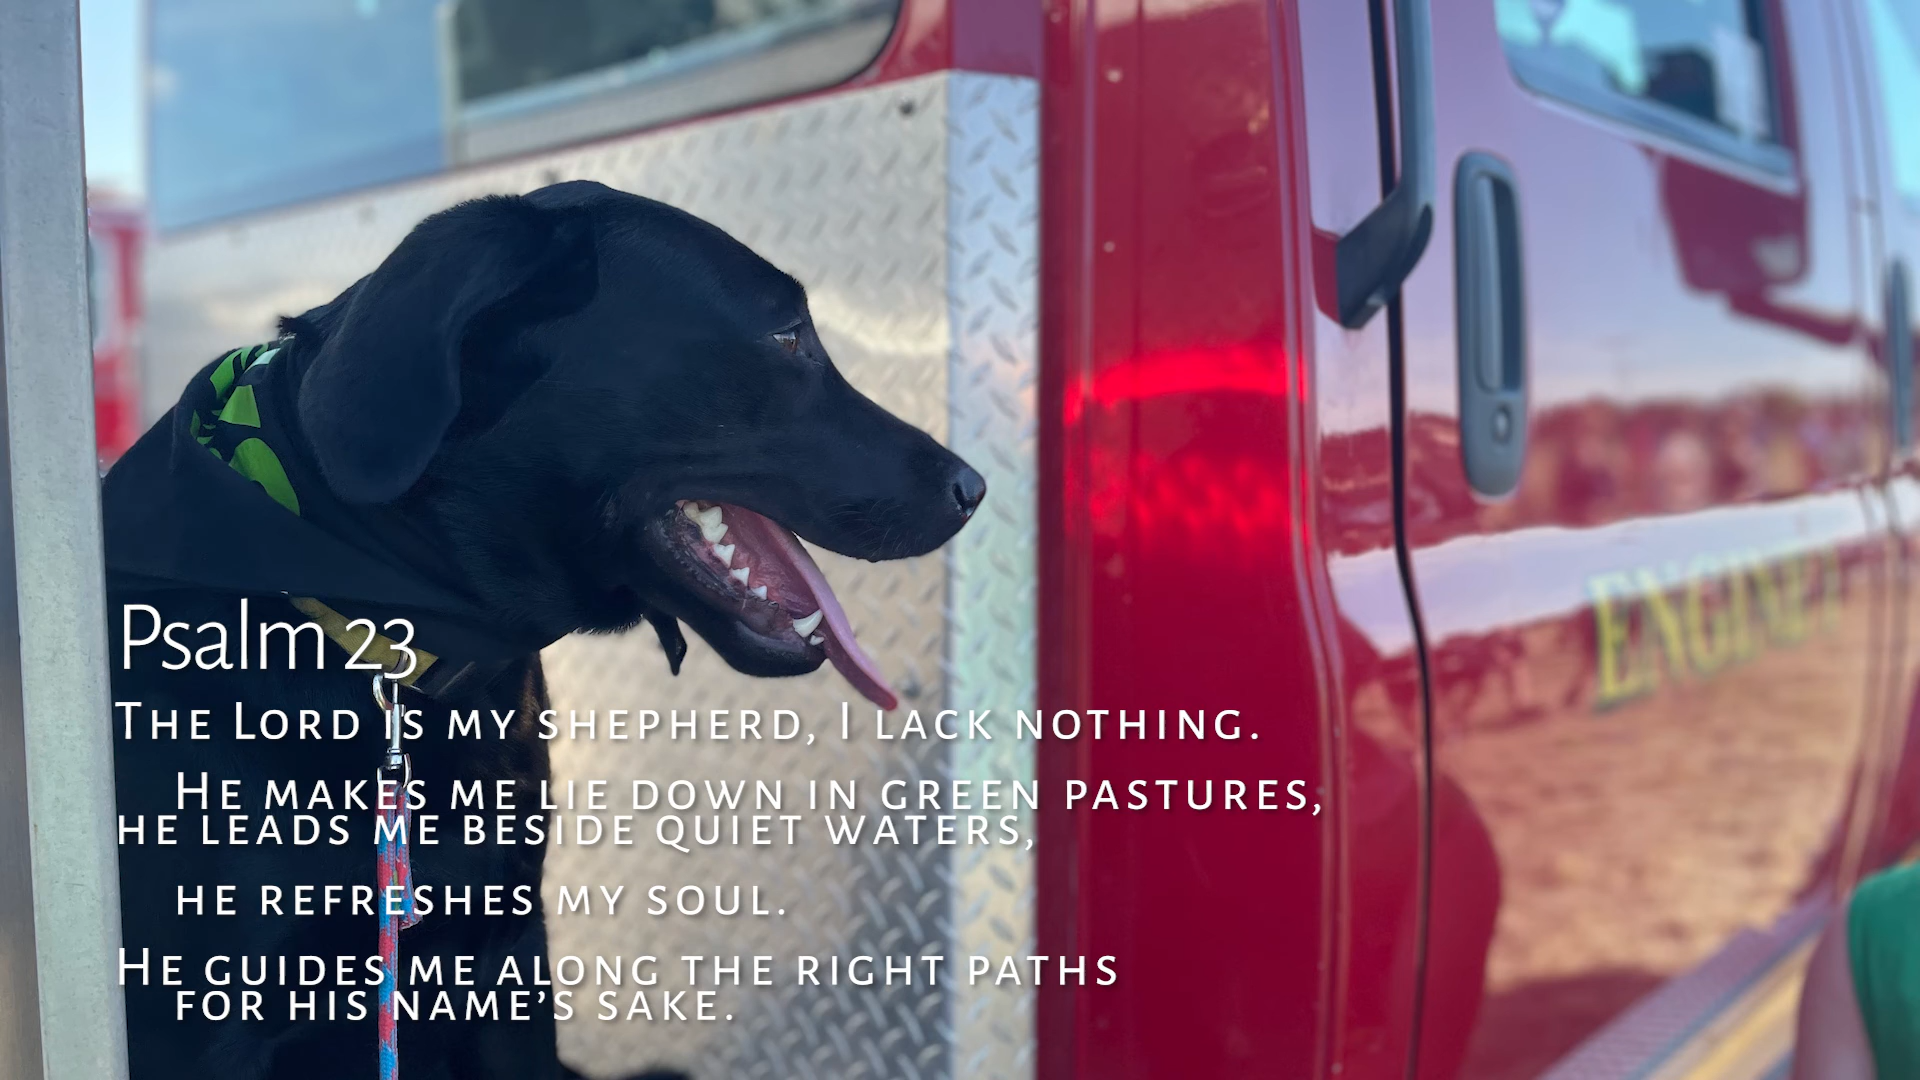 Psalm 23
The Lord is my shepherd, I lack nothing.
He makes me lie down in green pastures,
he leads me beside quiet waters,
he refreshes my soul.
He guides me along the right paths
for his name’s sake.
ENGINE